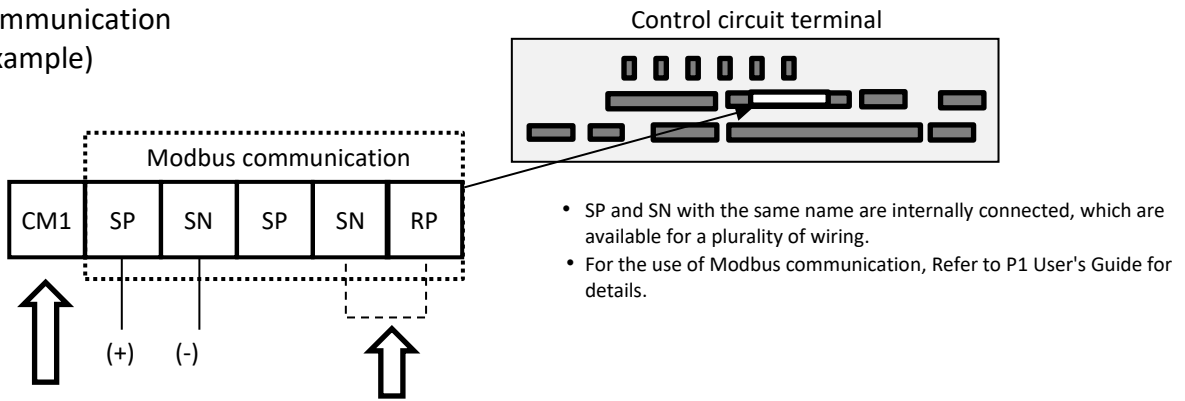 Control circuit terminal
Modbus communication
CM1 SP SN SP SN RP
(+) (-)
• SP and SN with the same name are internally connected, which are
available for a plurality of wiring.
• For the use of Modbus communication, Refer to P1 User's Guide for
details.